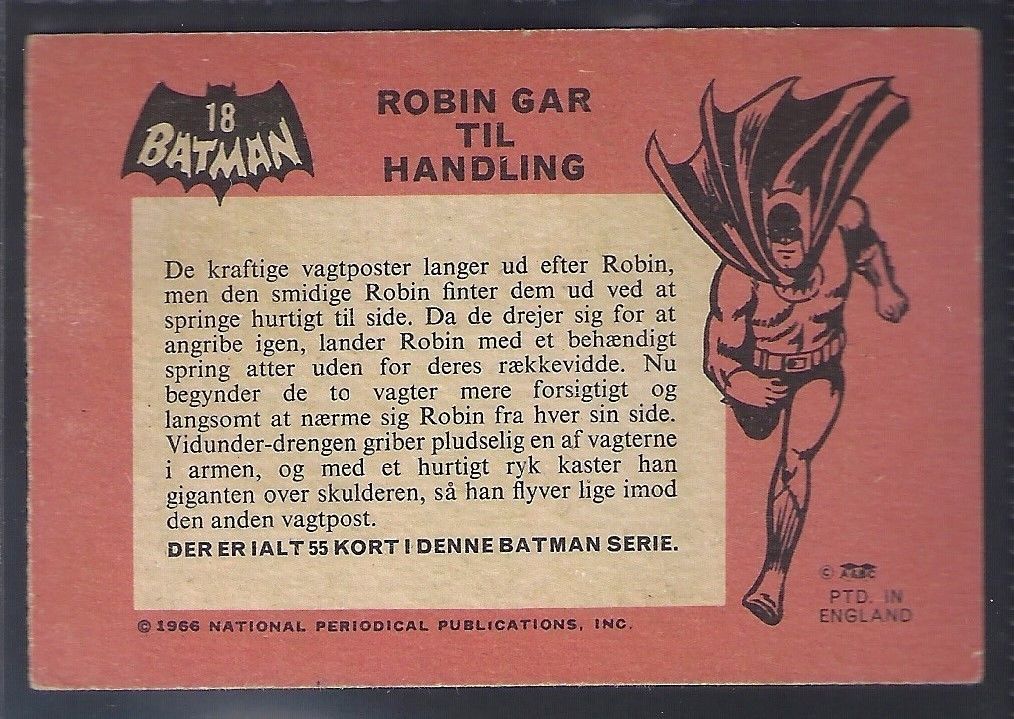 18
BATMAN
ROBIN GAR
TIL
HANDLING
De kraftige vagtposter langer ud efter Robin,
men den smidige Robin finter dem ud ved at
springe hurtigt til side. Da de drejer sig for at
angribe igen, lander Robin med et behændigt
spring atter uden for deres rækkevidde. Nu
begynder de to vagter mere forsigtigt og
langsomt at nærme sig Robin fra hver sin side.
Vidunder-drengen griber pludselig en af vagterne
i armen, og med et hurtigt ryk kaster han
giganten over skulderen, så han flyver lige imod
den anden vagtpost.
DER ER IALT 55 KORT I DENNE BATMAN SERIE.
© A&BC
PTD. IN
ENGLAND
© 1966 NATIONAL PERIODICAL PUBLICATIONS, INC.